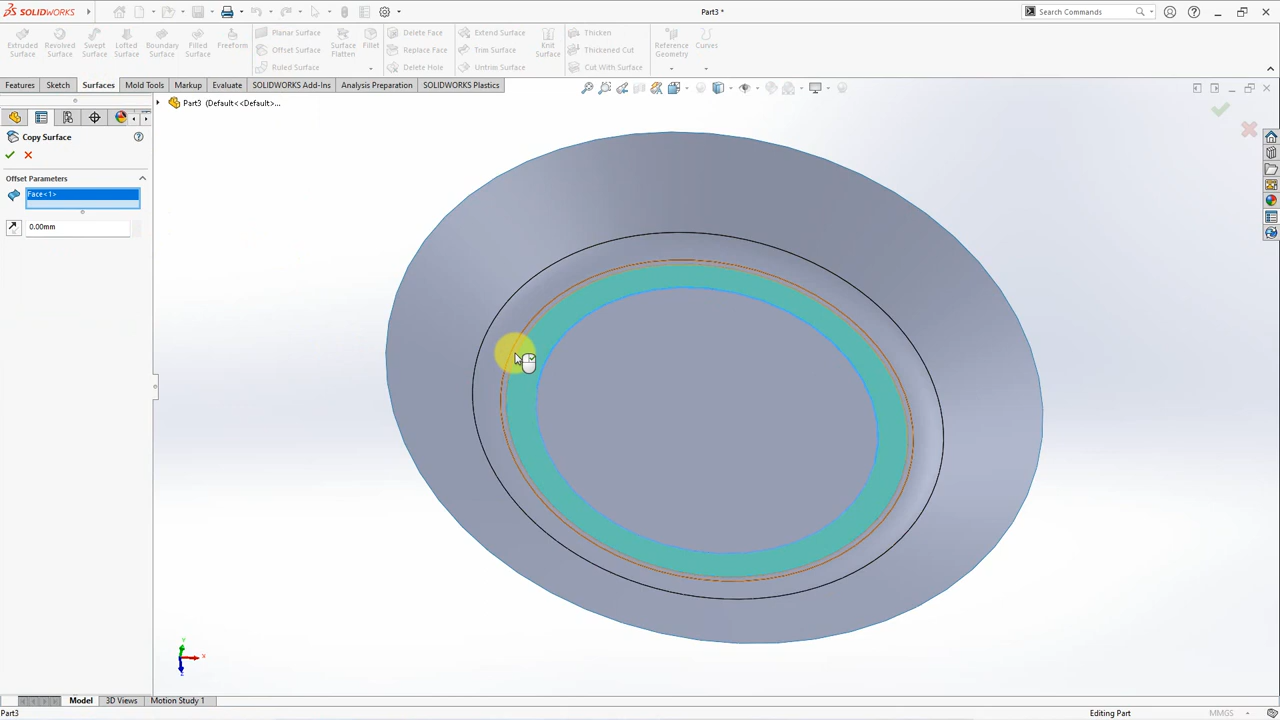 SOLIDWORKS
Part3 *
Search Commands
Extruded Surface
Revolved Surface
Swept Surface
Lofted Surface
Boundary Surface
Filled Surface
Freeform
Planar Surface
Offset Surface
Ruled Surface
Surface Flatten
Fillet
Delete Face
Replace Face
Delete Hole
Extend Surface
Trim Surface
Untrim Surface
Knit Surface
Thicken
Thickened Cut
Cut With Surface
Reference Geometry
Curves
Features
Sketch
Surfaces
Mold Tools
Markup
Evaluate
SOLIDWORKS Add-Ins
Analysis Preparation
SOLIDWORKS Plastics
Part3 (Default<<Default>...
Copy Surface
Offset Parameters
Face<1>
0.00mm
Y
X
Z
Model
3D Views
Motion Study 1
Part3
Editing Part
MMGS